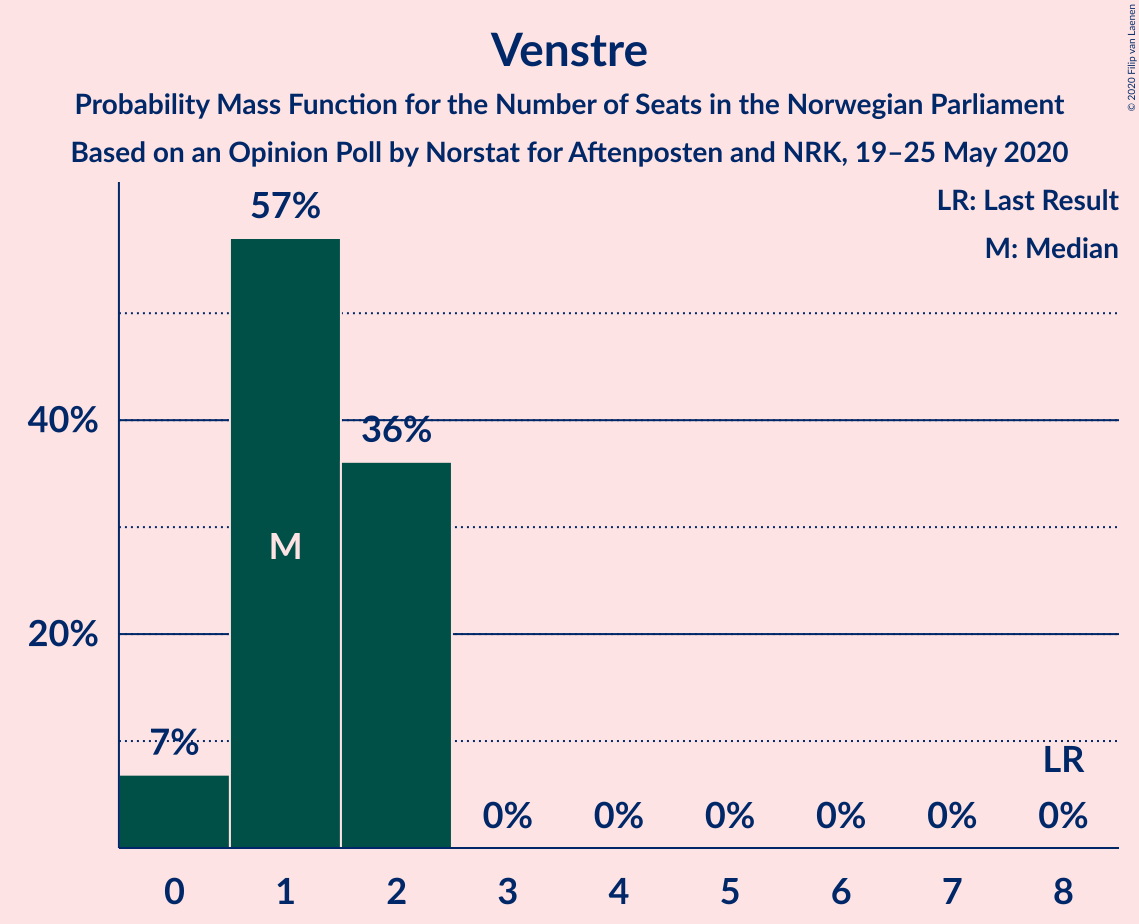 Venstre
Probability Mass Function for the Number of Seats in the Norwegian Parliament
Based on an Opinion Poll by Norstat for Aftenposten and NRK, 19–25 May 2020
© 2020 Filip van Laenen
LR: Last Result
M: Median
57%
40%
36%
M
20%
7%
LR
0% 0% 0% 0% 0% 0%
0 1 2 3 4 5 6 7 8